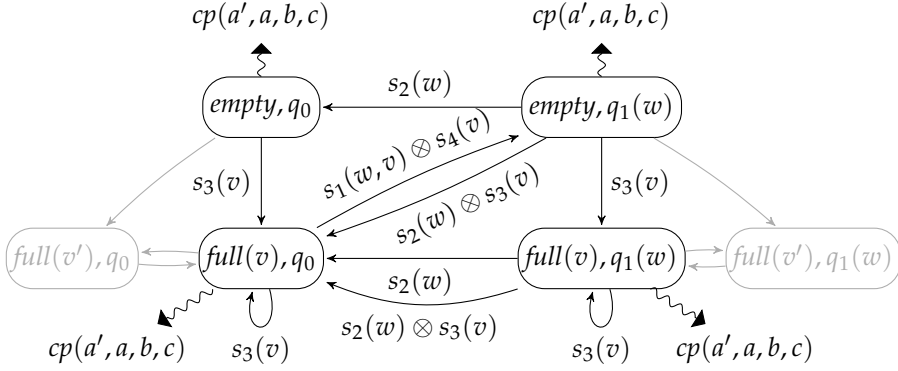 cp(a′, a, b, c) cp(a′, a, b, c)
empty, q₀ s₂(w) empty, q₁(w)
s₃(v) s₁(w, v) ⊗ s₄(v) s₂(w) ⊗ s₃(v) s₃(v)
full(v′), q₀ full(v), q₀ full(v), q₁(w) full(v′), q₁(w)
s₂(w)
cp(a′, a, b, c) s₃(v) s₂(w) ⊗ s₃(v) s₃(v) cp(a′, a, b, c)